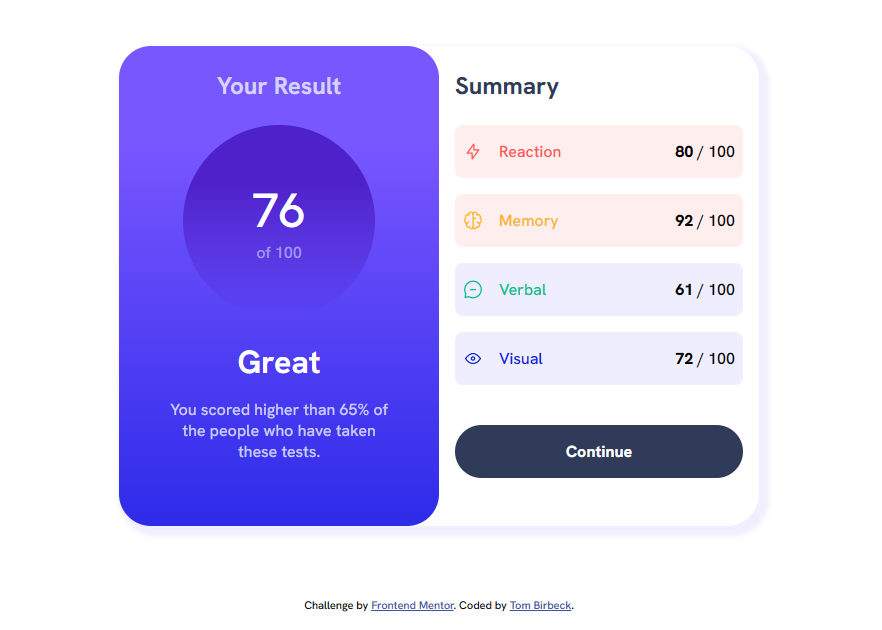 Your Result
76
of 100
Great
You scored higher than 65% of
the people who have taken
these tests.
Summary
Reaction 80 / 100
Memory 92 / 100
Verbal 61 / 100
Visual 72 / 100
Continue
Challenge by Frontend Mentor. Coded by Tom Birbeck.